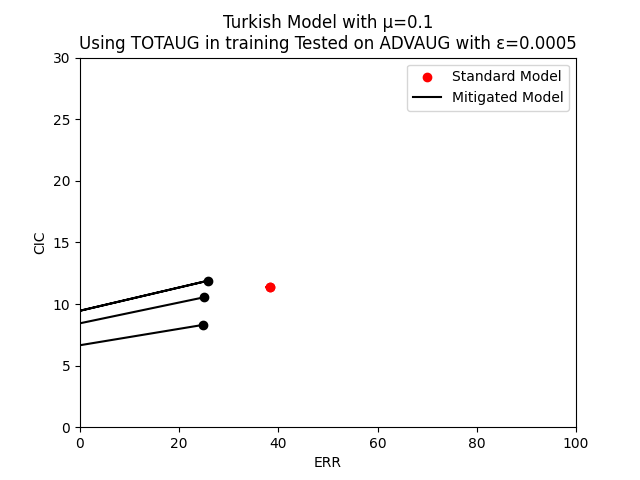 Turkish Model with μ=0.1
Using TOTAUG in training Tested on ADVAUG with ε=0.0005
Standard Model
Mitigated Model
30
25
20
15
10
5
0
CIC
0 20 40 60 80 100
ERR